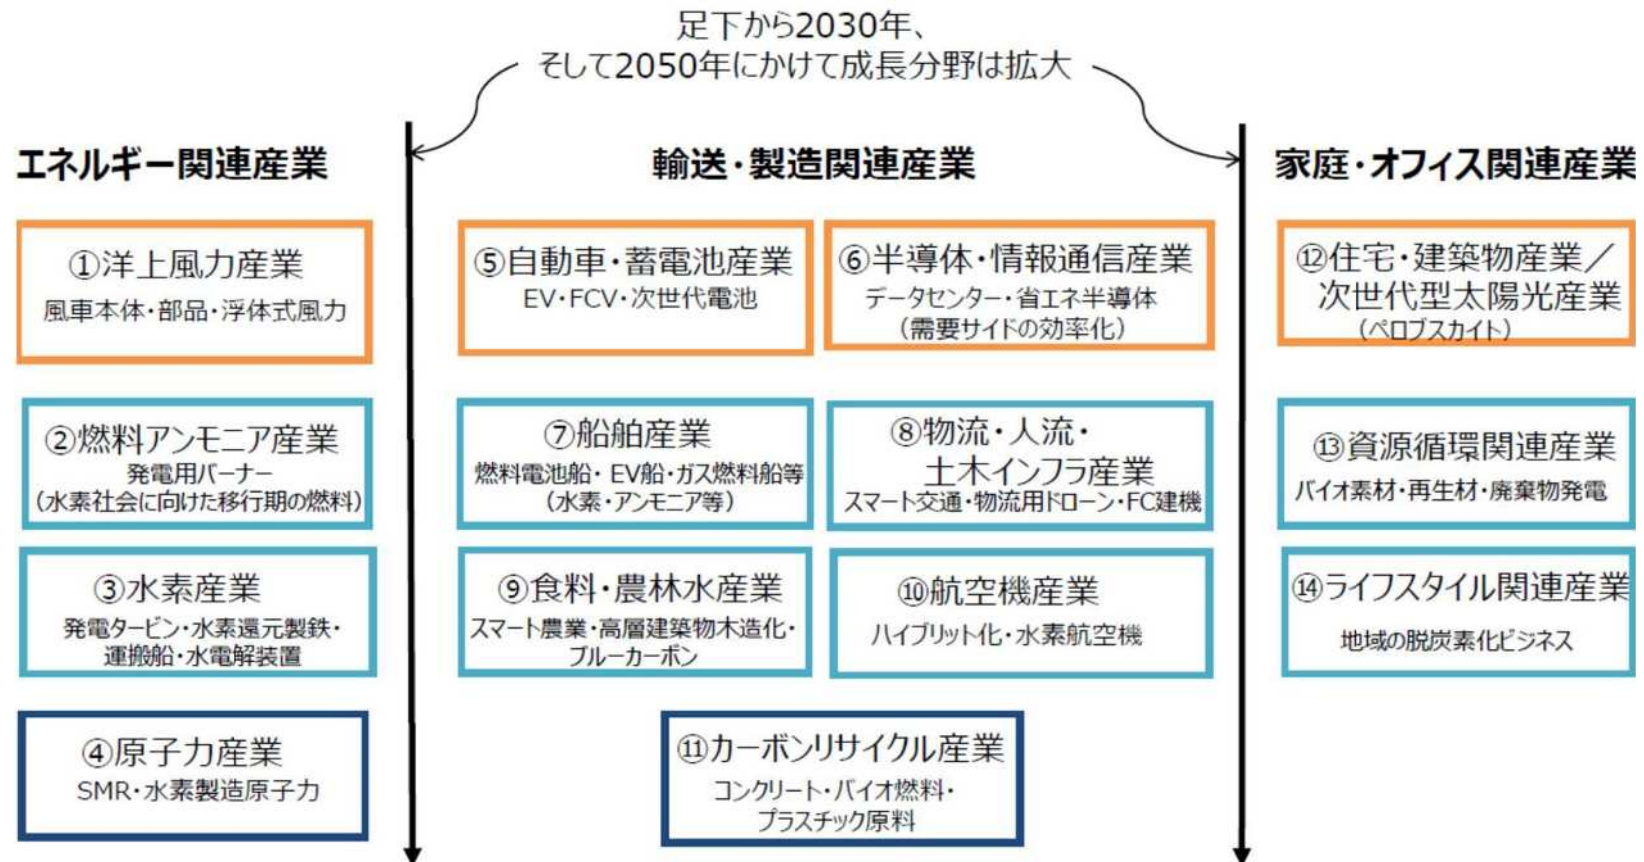 足下から2030年、
そして2050年にかけて成長分野は拡大
エネルギー関連産業
①洋上風力産業
風車本体・部品・浮体式風力
②燃料アンモニア産業
発電用バーナー
（水素社会に向けた移行期の燃料）
③水素産業
発電タービン・水素還元製鉄・
運搬船・水電解装置
④原子力産業
SMR・水素製造原子力
輸送・製造関連産業
⑤自動車・蓄電池産業
EV・FCV・次世代電池
⑥半導体・情報通信産業
データセンター・省エネ半導体
（需要サイドの効率化）
⑦船舶産業
燃料電池船・EV船・ガス燃料船等
（水素・アンモニア等）
⑧物流・人流・
土木インフラ産業
スマート交通・物流用ドローン・FC建機
⑨食料・農林水産業
スマート農業・高層建築物木造化・
ブルーカーボン
⑩航空機産業
ハイブリット化・水素航空機
⑪カーボンリサイクル産業
コンクリート・バイオ燃料・
プラスチック原料
家庭・オフィス関連産業
⑫住宅・建築物産業／
次世代型太陽光産業
（ペロブスカイト）
⑬資源循環関連産業
バイオ素材・再生材・廃棄物発電
⑭ライフスタイル関連産業
地域の脱炭素化ビジネス